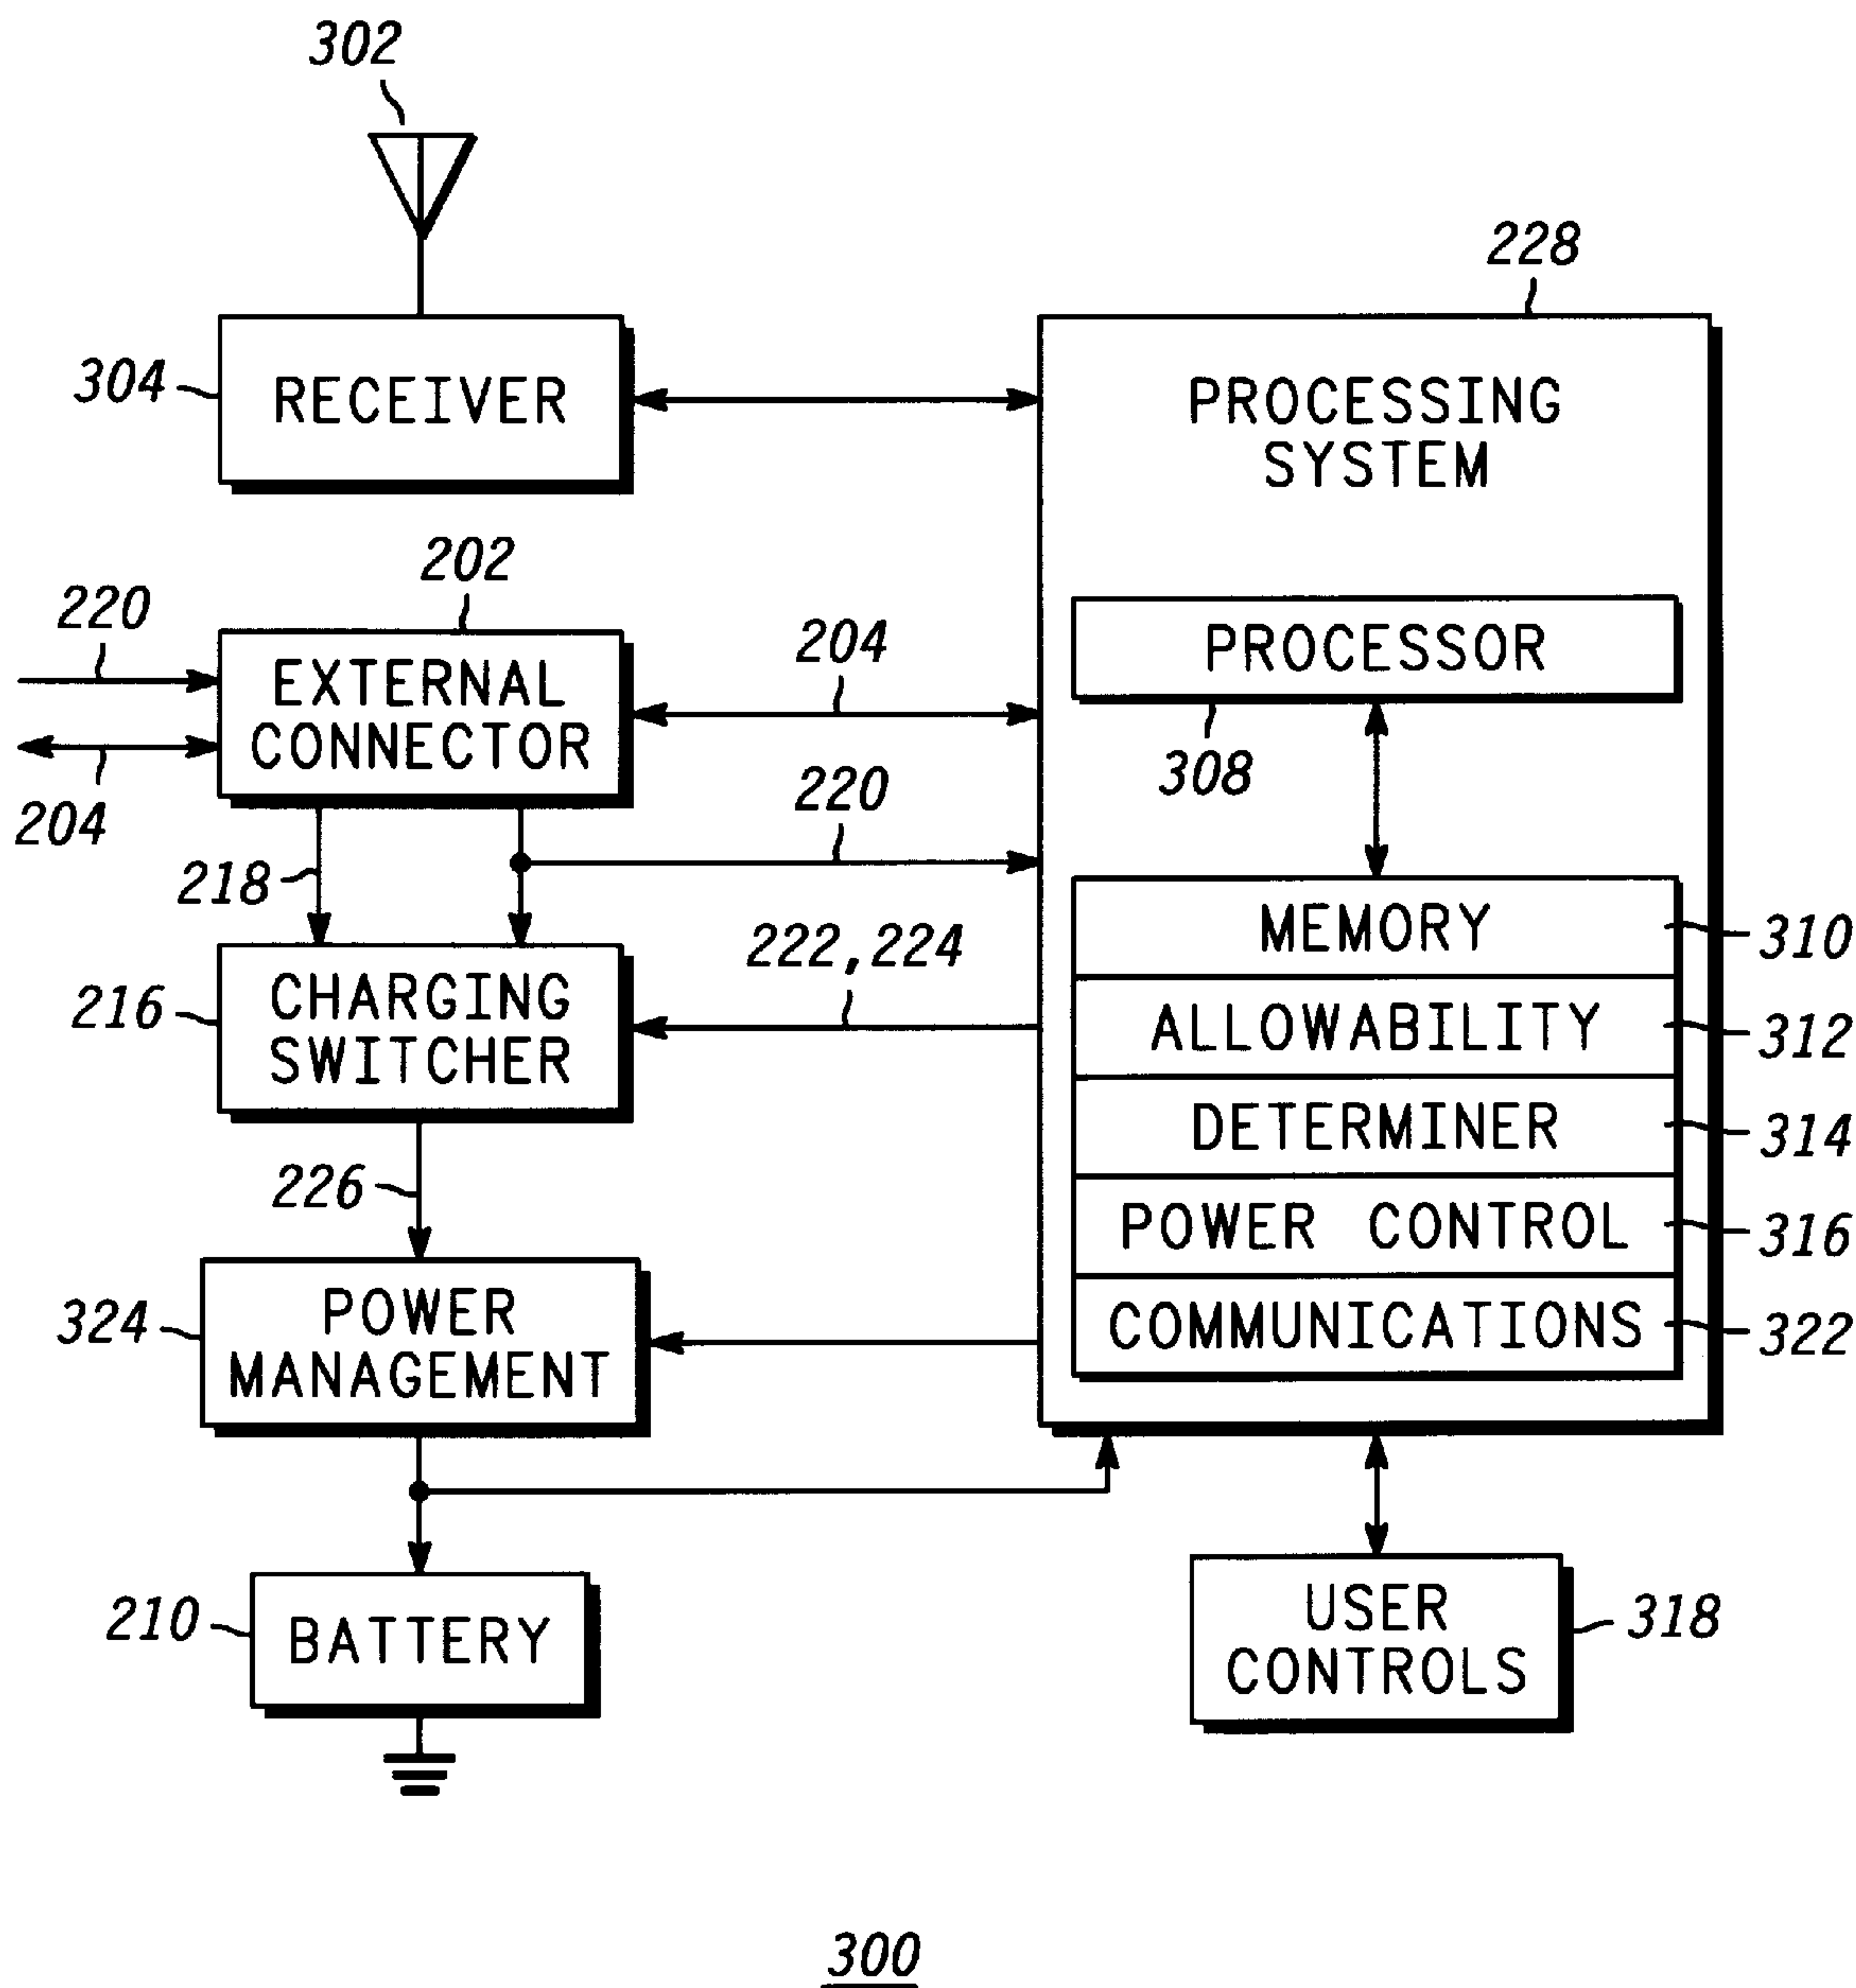 302
228
304
RECEIVER
PROCESSING
SYSTEM
202
220
204
EXTERNAL
CONNECTOR
PROCESSOR
308
204
220
218
MEMORY
310
222, 224
216
CHARGING
SWITCHER
ALLOWABILITY
312
DETERMINER
314
226
POWER CONTROL
316
324
POWER
MANAGEMENT
COMMUNICATIONS
322
210
BATTERY
USER
CONTROLS
318
300